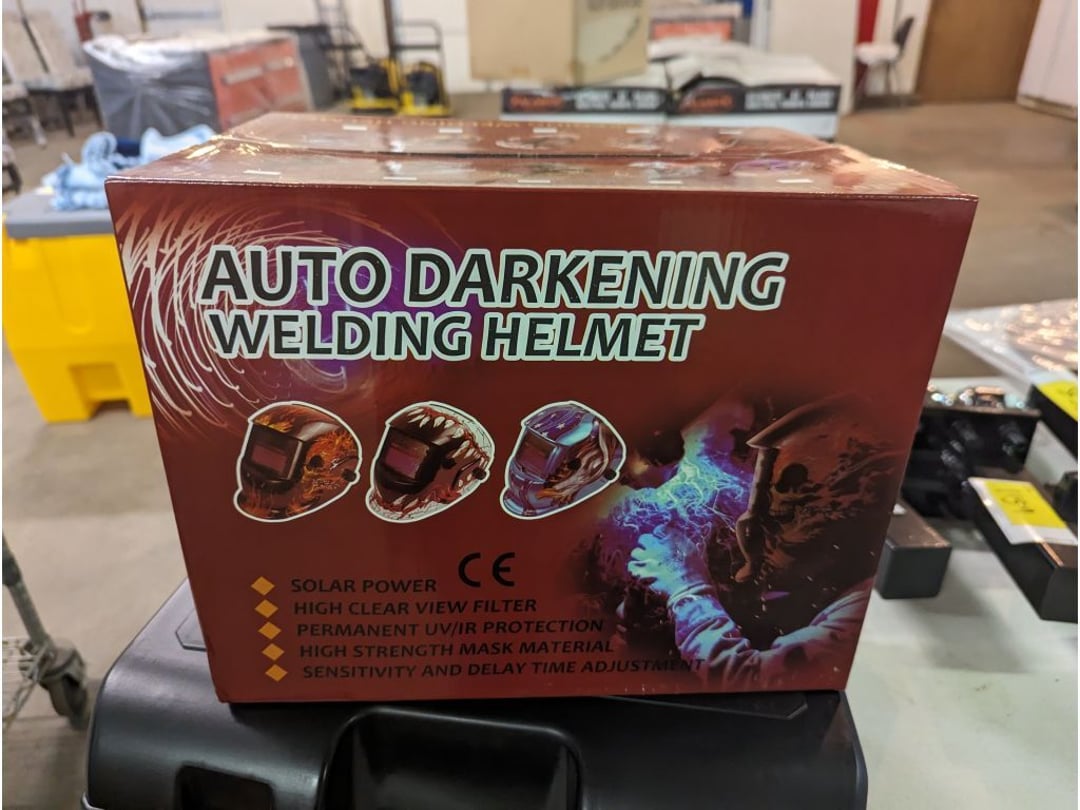 AUTO DARKENING
WELDING HELMET
CE
SOLAR POWER
HIGH CLEAR VIEW FILTER
PERMANENT UV/IR PROTECTION
HIGH STRENGTH MASK MATERIAL
SENSITIVITY AND DELAY TIME ADJUSTMENT